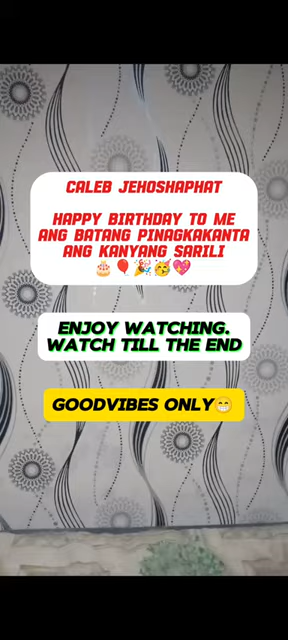 CALEB JEHOSHAPHAT
HAPPY BIRTHDAY TO ME
ANG BATANG PINAGKAKANTA
ANG KANYANG SARILI
🎂🎈🎉🥳💖
ENJOY WATCHING.
WATCH TILL THE END
GOODVIBES ONLY😁